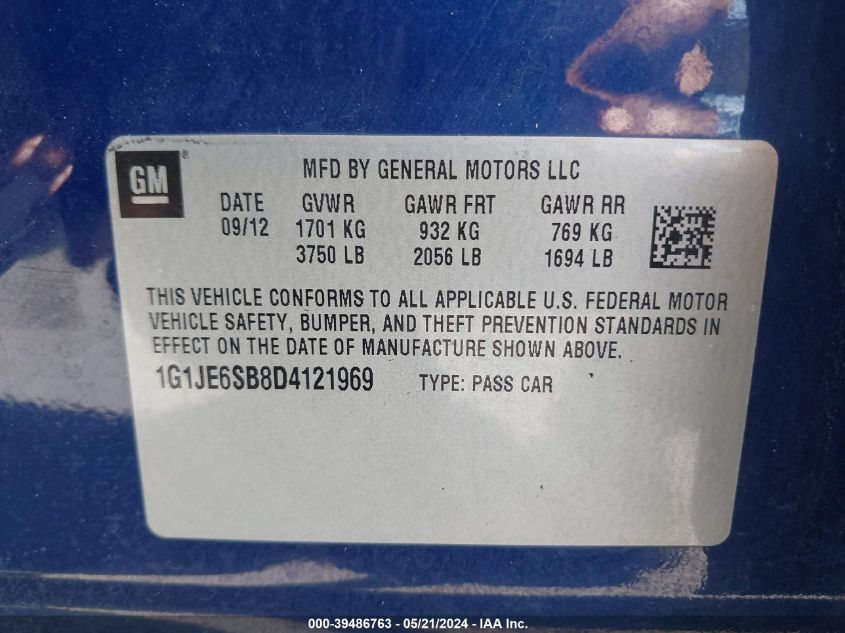 GM®
MFD BY GENERAL MOTORS LLC
DATE GVWR GAWR FRT GAWR RR
09/12 1701 KG 932 KG 769 KG
3750 LB 2056 LB 1694 LB
THIS VEHICLE CONFORMS TO ALL APPLICABLE U.S. FEDERAL MOTOR
VEHICLE SAFETY, BUMPER, AND THEFT PREVENTION STANDARDS IN
EFFECT ON THE DATE OF MANUFACTURE SHOWN ABOVE.
1G1JE6SB8D4121969 TYPE: PASS CAR
000-39486763 - 05/21/2024 - IAA Inc.